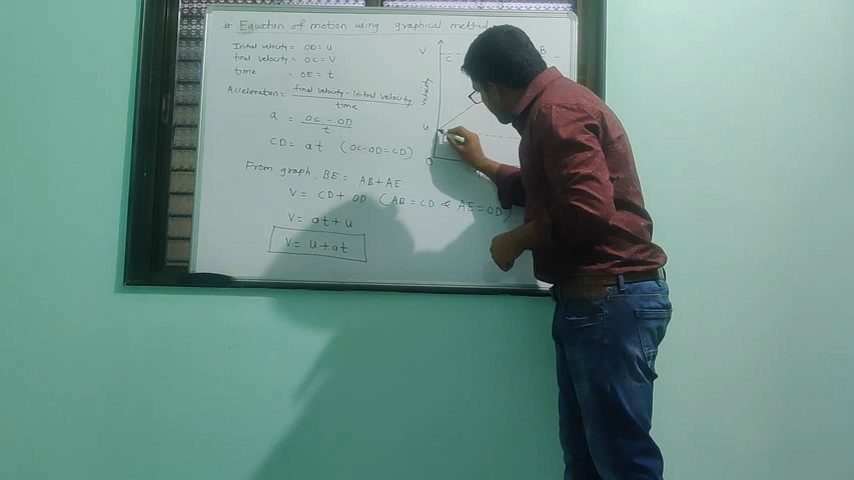 # Equation of motion using graphical method
Initial velocity = OD = u
final velocity = OC = V
time = OE = t
Acceleration = final velocity - Initial velocity
time
a = OC - OD
t
CD = at (OC-OD=CD)
From graph, BE = AB + AE
V = CD + OD (AB = CD & AE = OD)
V = at + u
V = u + at
V
C
B
velocity
u
O